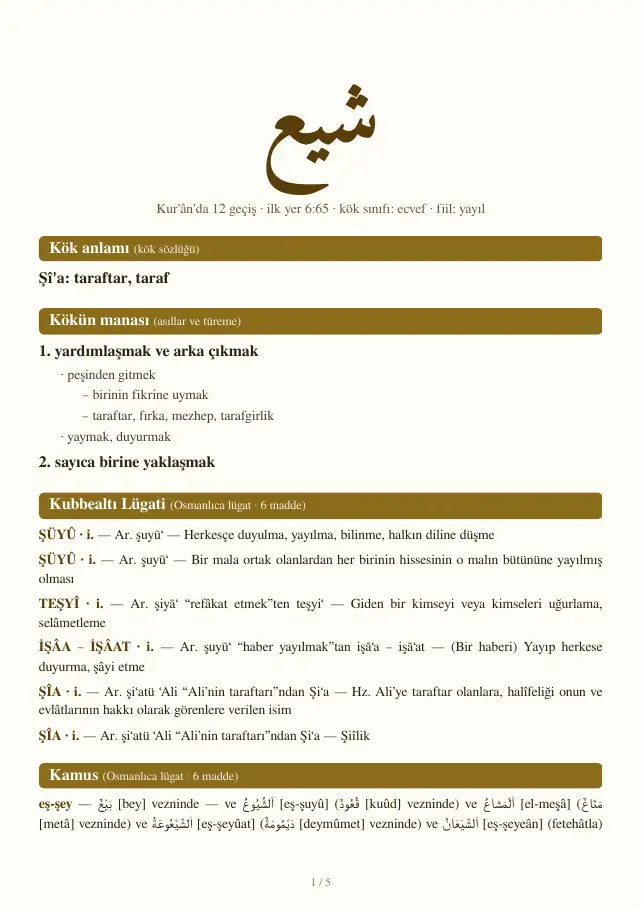 شيع
Kur'ân'da 12 geçiş · ilk yer 6:65 · kök sınıfı: ecvef · fiil: yayıl
Kök anlamı (kök sözlüğü)
Şî'a: taraftar, taraf
Kökün manası (asıllar ve türeme)
1. yardımlaşmak ve arka çıkmak
· peşinden gitmek
– birinin fikrine uymak
– taraftar, fırka, mezhep, tarafgirlik
· yaymak, duyurmak
2. sayıca birine yaklaşmak
Kubbealtı Lügati (Osmanlıca lügat · 6 madde)
ŞÜYÛ · i. — Ar. şuyū‘ — Herkesçe duyulma, yayılma, bilinme, halkın diline düşme
ŞÜYÛ · i. — Ar. şuyū‘ — Bir mala ortak olanlardan her birinin hissesinin o malın bütününe yayılmış
olması
TEŞYÎ · i. — Ar. şiyā‘ “refâkat etmek”ten teşyi‘ — Giden bir kimseyi veya kimseleri uğurlama,
selâmetleme
İŞÂA – İŞÂAT · i. — Ar. şuyū‘ “haber yayılmak”tan işā‘a – işā‘at — (Bir haberi) Yayıp herkese
duyurma, şâyi etme
ŞÎA · i. — Ar. şi‘atü ‘Ali “Ali’nin taraftarı”ndan Şi‘a — Hz. Ali’ye taraftar olanlara, halîfeliği onun ve
evlâtlarının hakkı olarak görenlere verilen isim
ŞÎA · i. — Ar. şi‘atü ‘Ali “Ali’nin taraftarı”ndan Şi‘a — Şiîlik
Kamus (Osmanlıca lügat · 6 madde)
eş-şey — بَيْعٌ [bey] vezninde — ve اَلشُّيُوعُ [eş-şuyû] (قُعُودٌ [kuûd] vezninde) ve اَلْمَشاعُ [el-meşâ] (مَتَاعٌ
[metâ] vezninde) ve اَلشَّيْعُوعَةُ [eş-şeyûat] (دَيْمُومَةٌ [deymûmet] vezninde) ve اَلشَّيَعَانُ [eş-şeyeân] (fetehâtla)
1 / 5